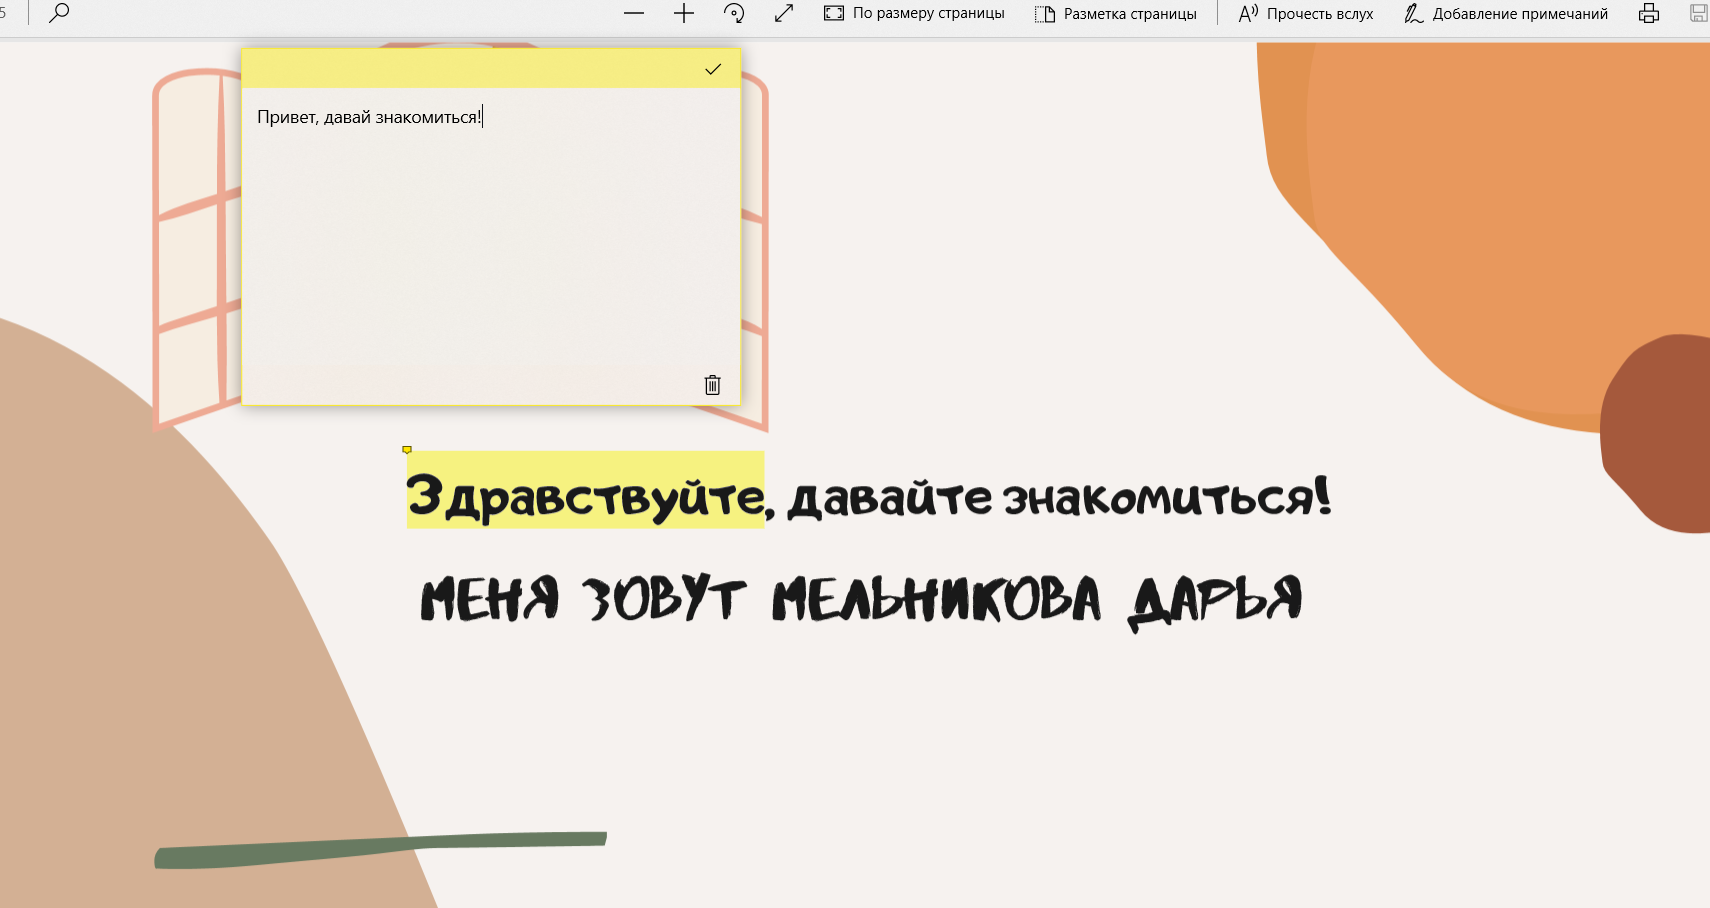 5
По размеру страницы
Разметка страницы
Прочесть вслух
Добавление примечаний
Привет, давай знакомиться!
Здравствуйте, давайте знакомиться!
МЕНЯ ЗОВУТ МЕЛЬНИКОВА ДАРЬЯ